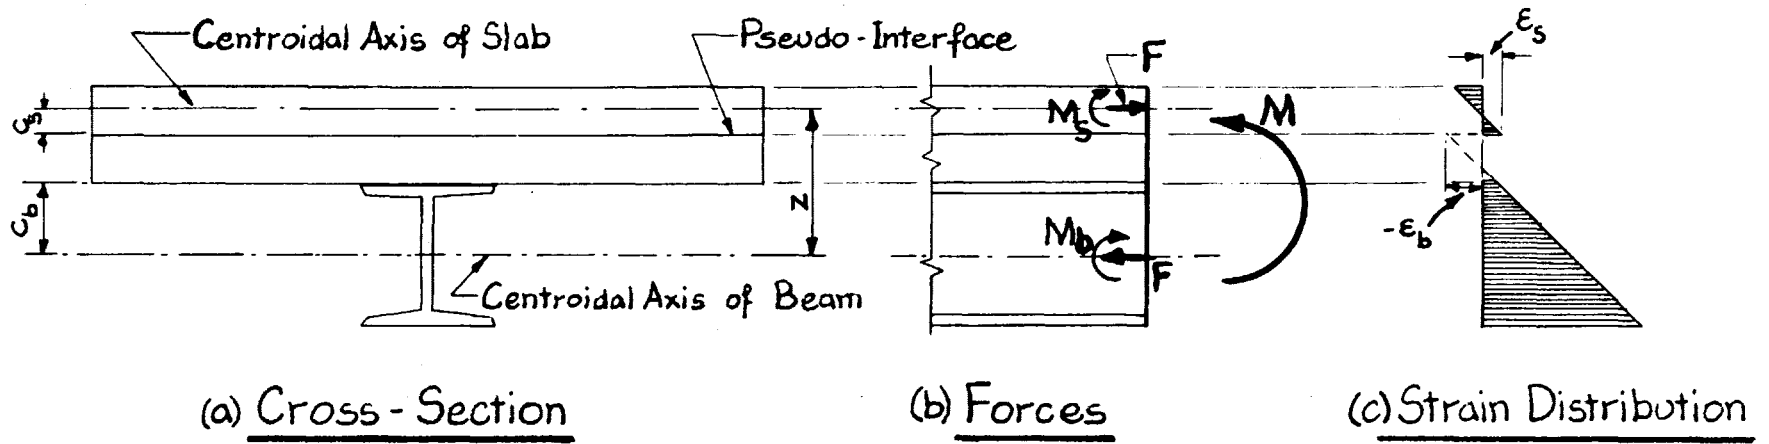 Centroidal Axis of Slab
Pseudo-Interface
F
εs
Cs
Ms
M
Z
Cb
Mb
F
-εb
Centroidal Axis of Beam
(a) Cross-Section
(b) Forces
(c) Strain Distribution